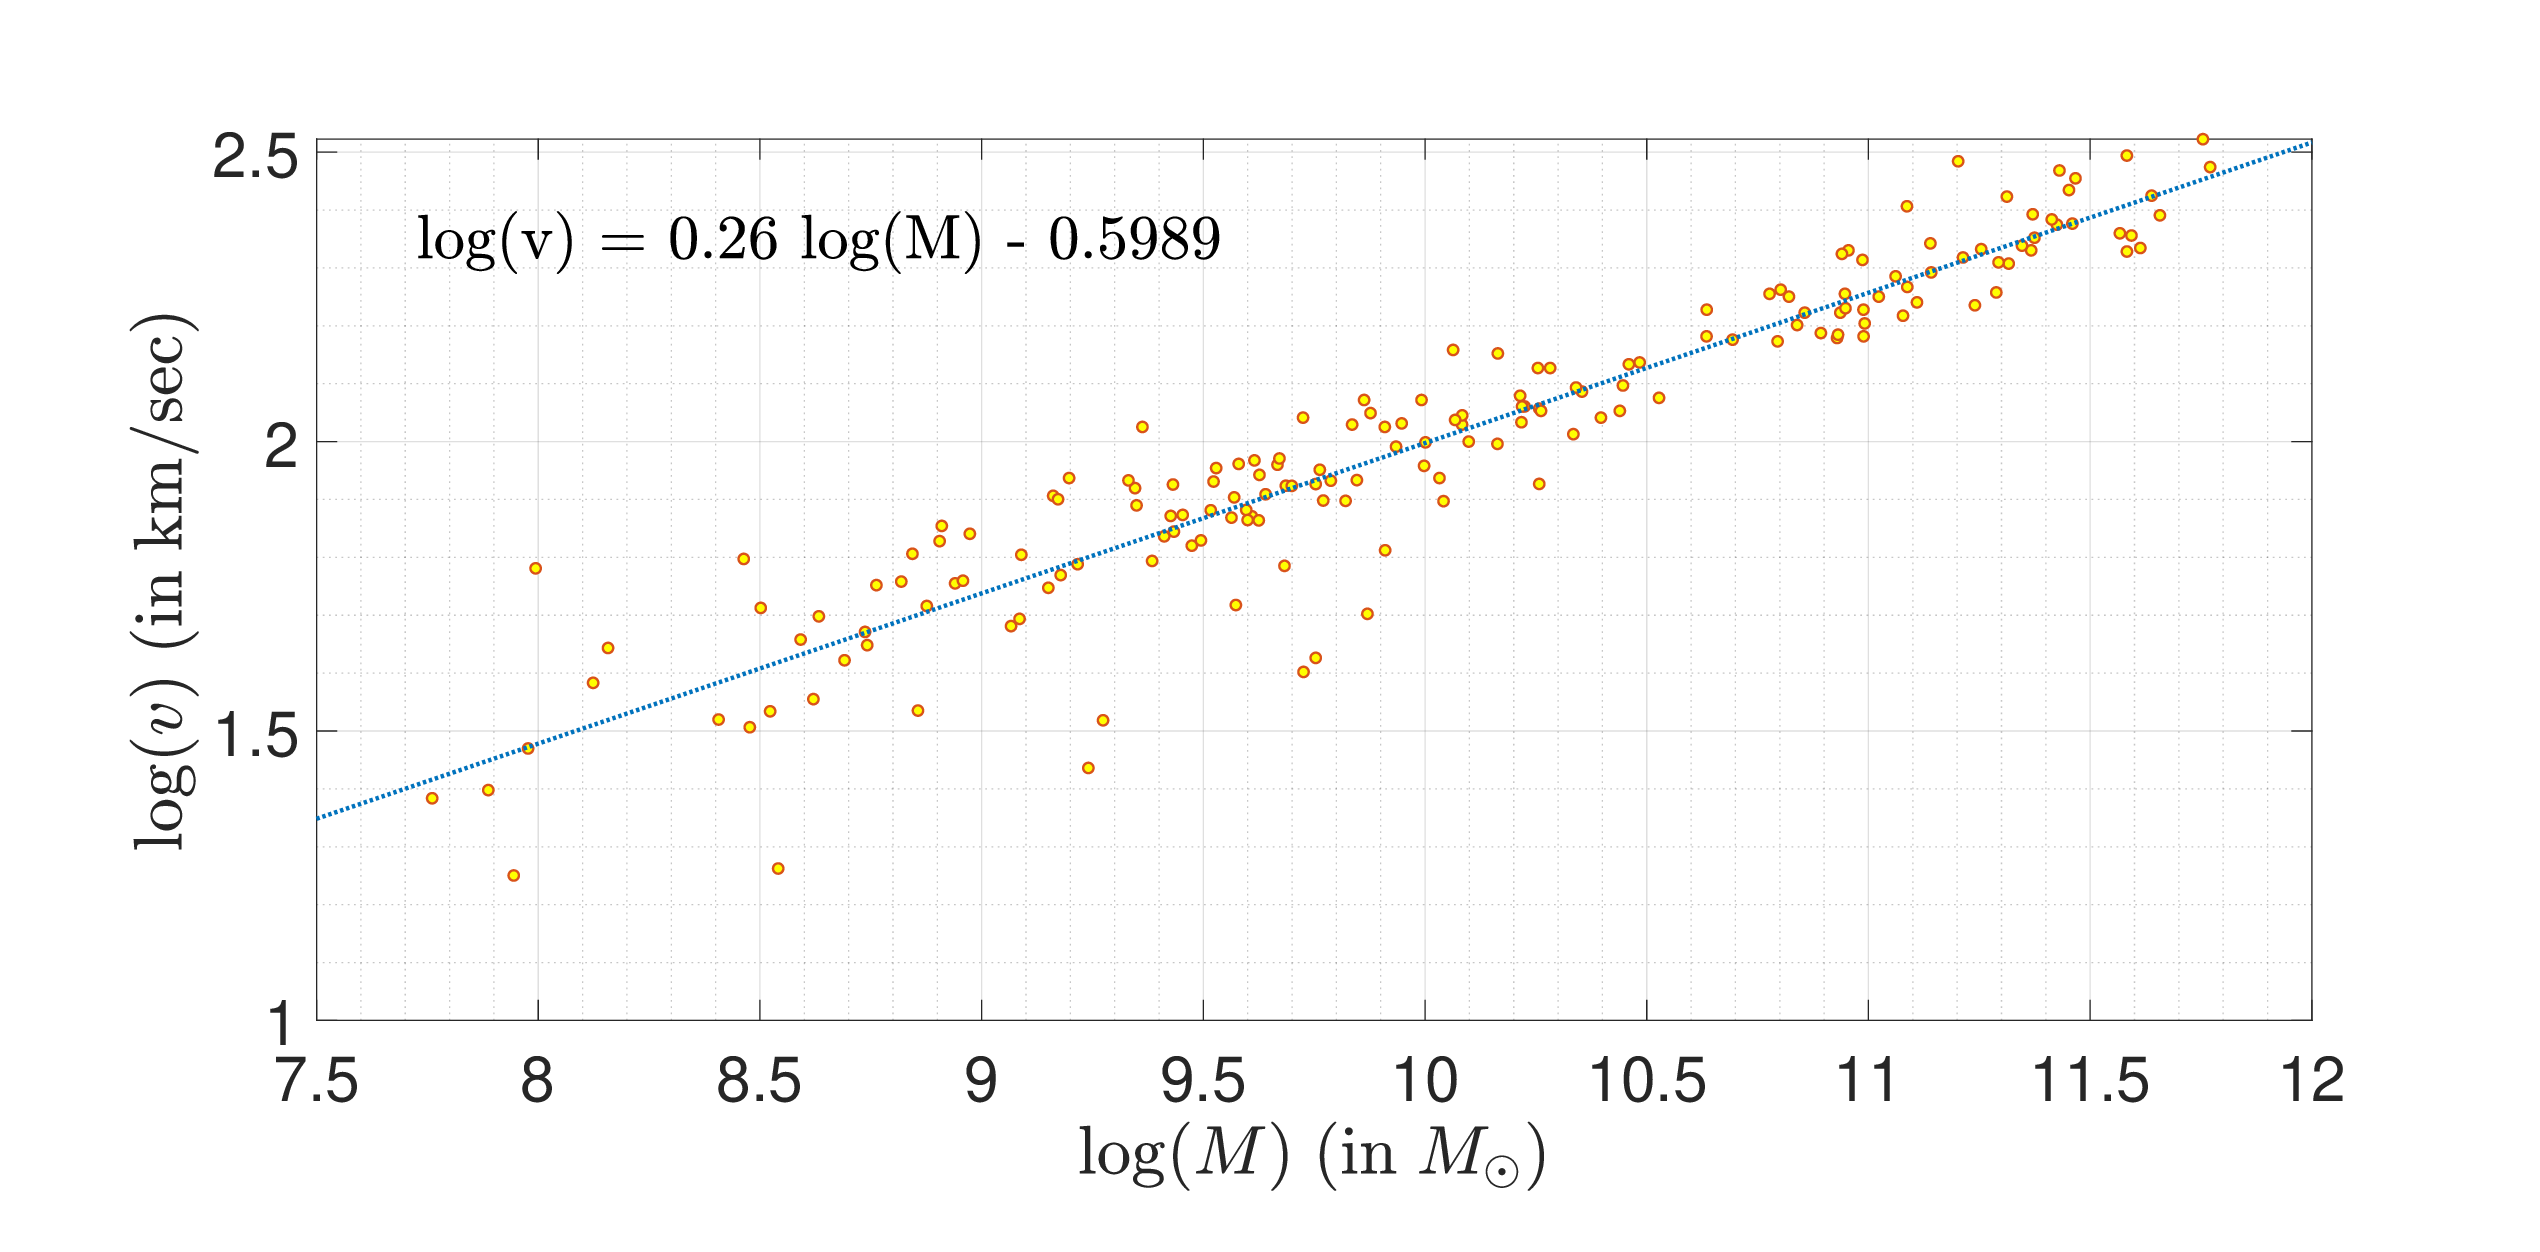 log(v) = 0.26 log(M) - 0.5989
log(v) (in km/sec)
2.5
2
1.5
1
7.5 8 8.5 9 9.5 10 10.5 11 11.5 12
log(M) (in M☉)